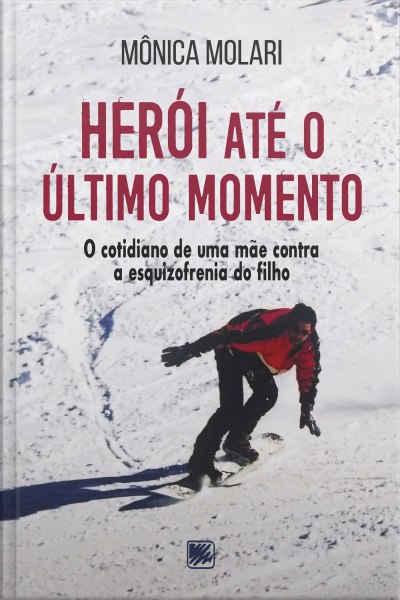 MÔNICA MOLARI
HERÓI ATÉ O
ÚLTIMO MOMENTO
O cotidiano de uma mãe contra
a esquizofrenia do filho